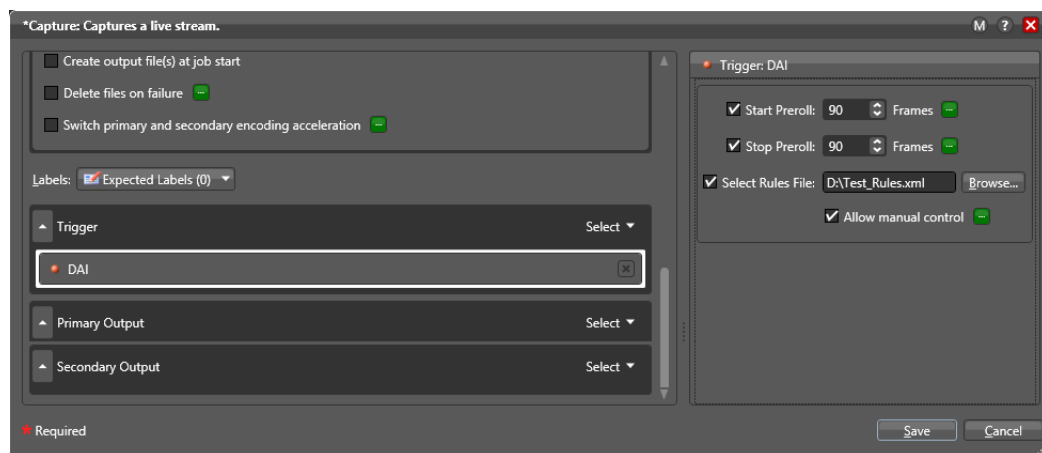 *Capture: Captures a live stream.
M ?
Create output file(s) at job start
Delete files on failure
Switch primary and secondary encoding acceleration
Labels: Expected Labels (0)
Trigger Select
DAI
Primary Output Select
Secondary Output Select
Trigger: DAI
Start Preroll: 90 Frames
Stop Preroll: 90 Frames
Select Rules File: D:\Test_Rules.xml Browse...
Allow manual control
* Required
Save Cancel